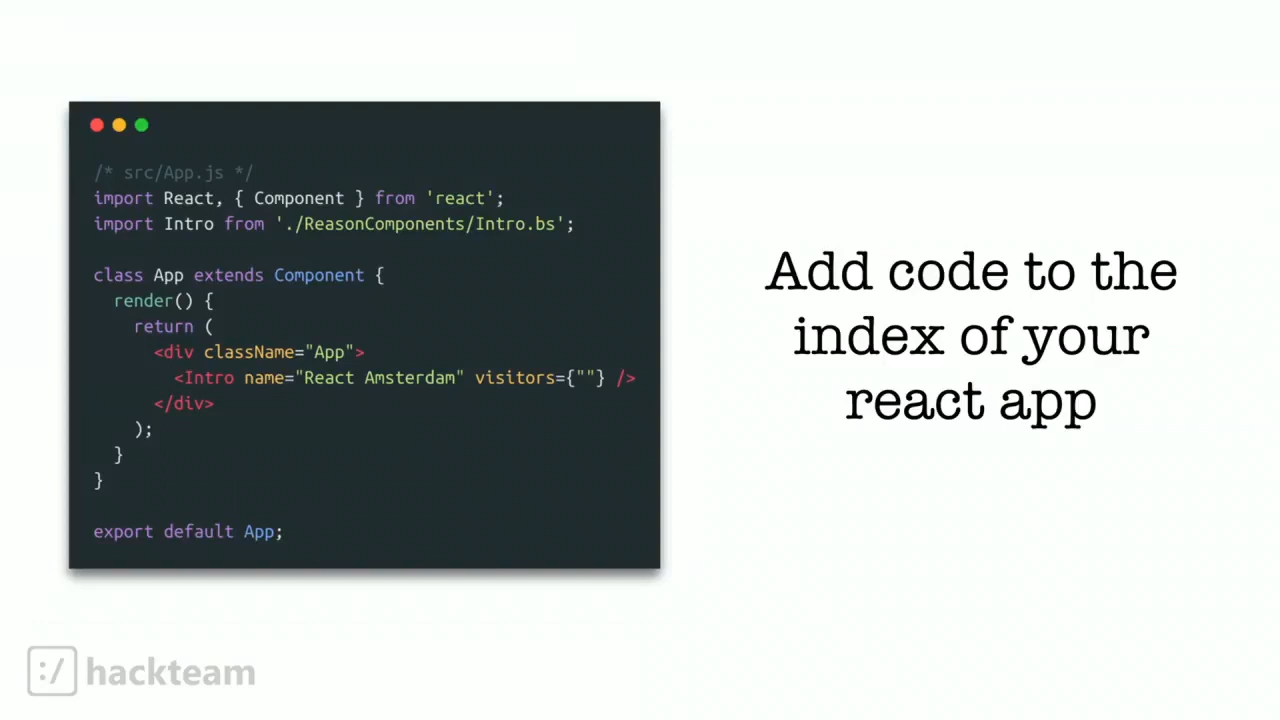 /* src/App.js */
import React, { Component } from 'react';
import Intro from './ReasonComponents/Intro.bs';
class App extends Component {
render() {
return (
<div className="App">
<Intro name="React Amsterdam" visitors={""} />
</div>
);
}
}
export default App;
Add code to the
index of your
react app
:/ hackteam